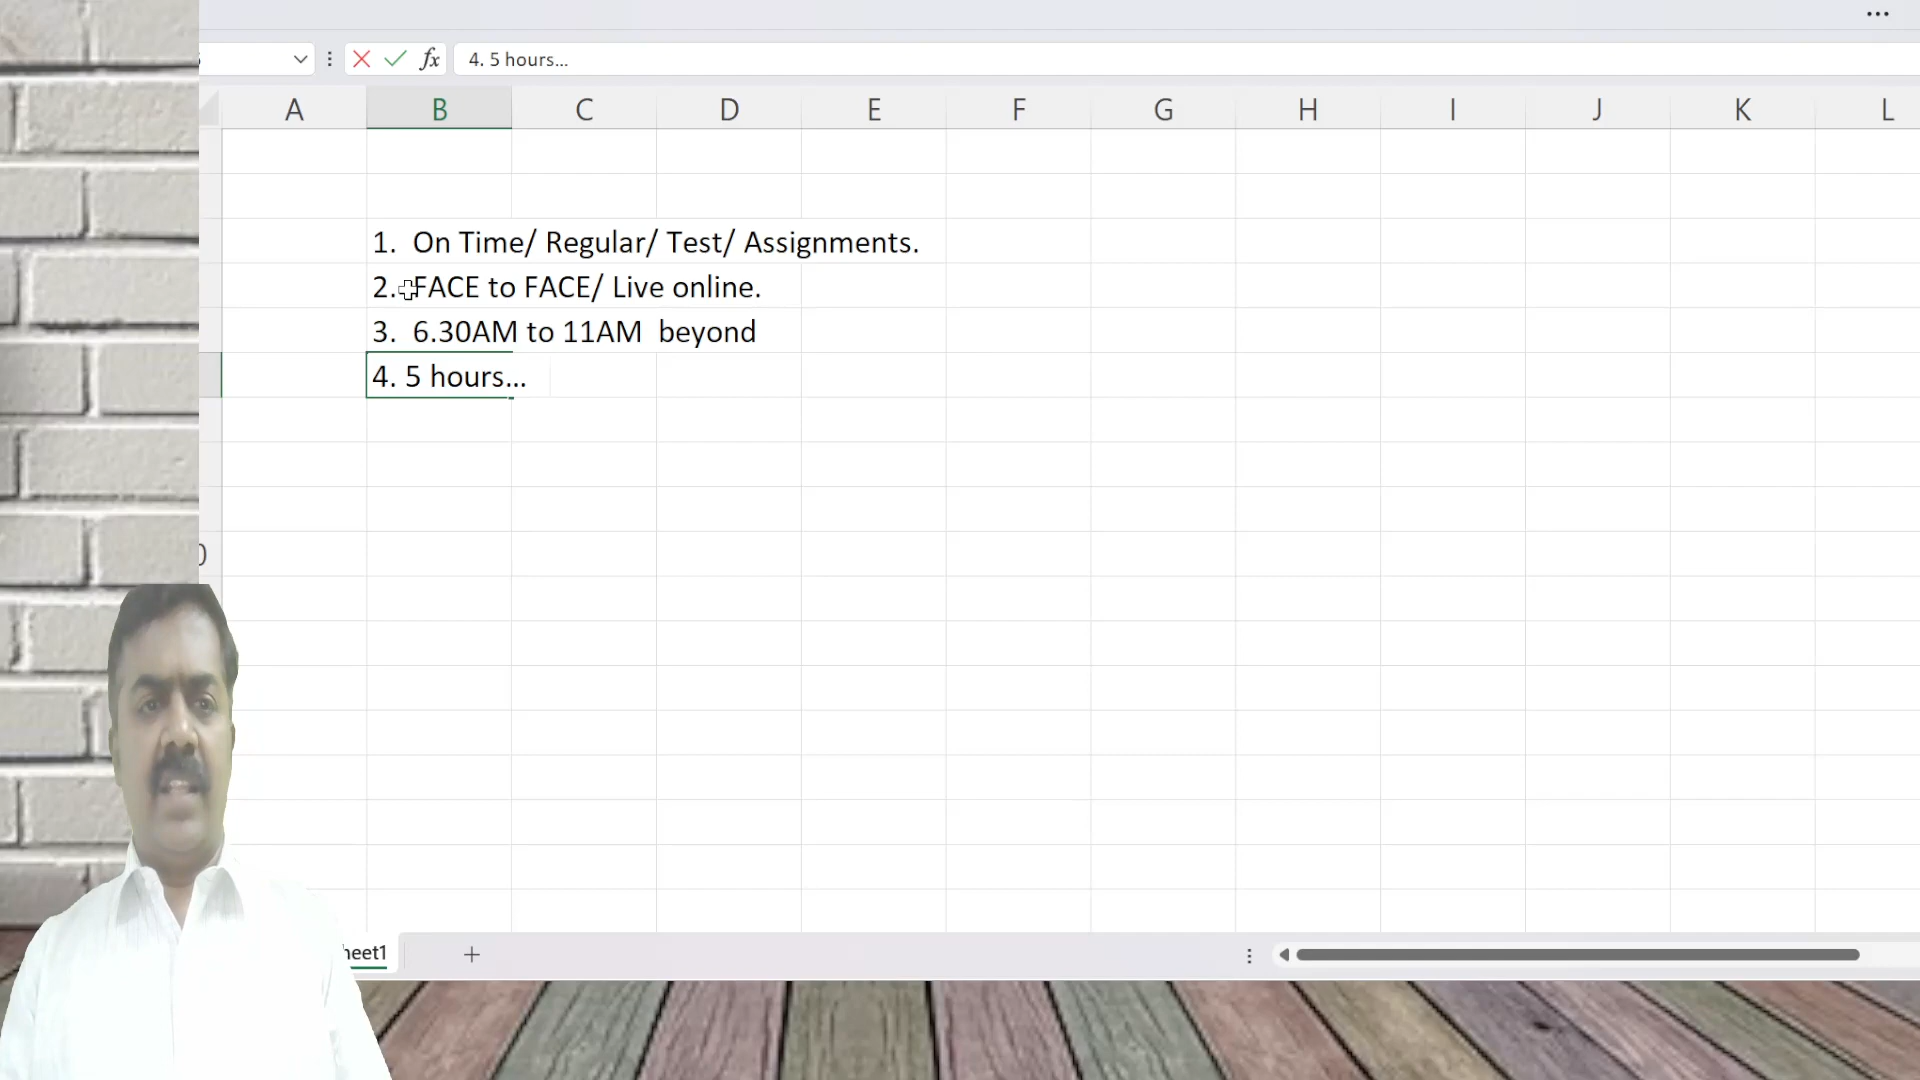 4. 5 hours...
A B C D E F G H I J K L
1. On Time/ Regular/ Test/ Assignments.
2. FACE to FACE/ Live online.
3. 6.30AM to 11AM beyond
4. 5 hours...
0
heet1